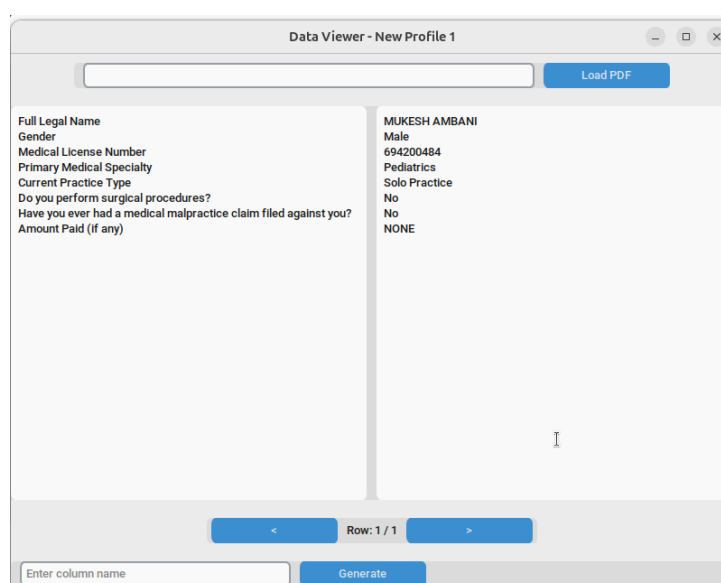 Data Viewer - New Profile 1
Load PDF
Full Legal Name MUKESH AMBANI
Gender Male
Medical License Number 694200484
Primary Medical Specialty Pediatrics
Current Practice Type Solo Practice
Do you perform surgical procedures? No
Have you ever had a medical malpractice claim filed against you? No
Amount Paid (if any) NONE
< Row: 1 / 1 >
Enter column name Generate